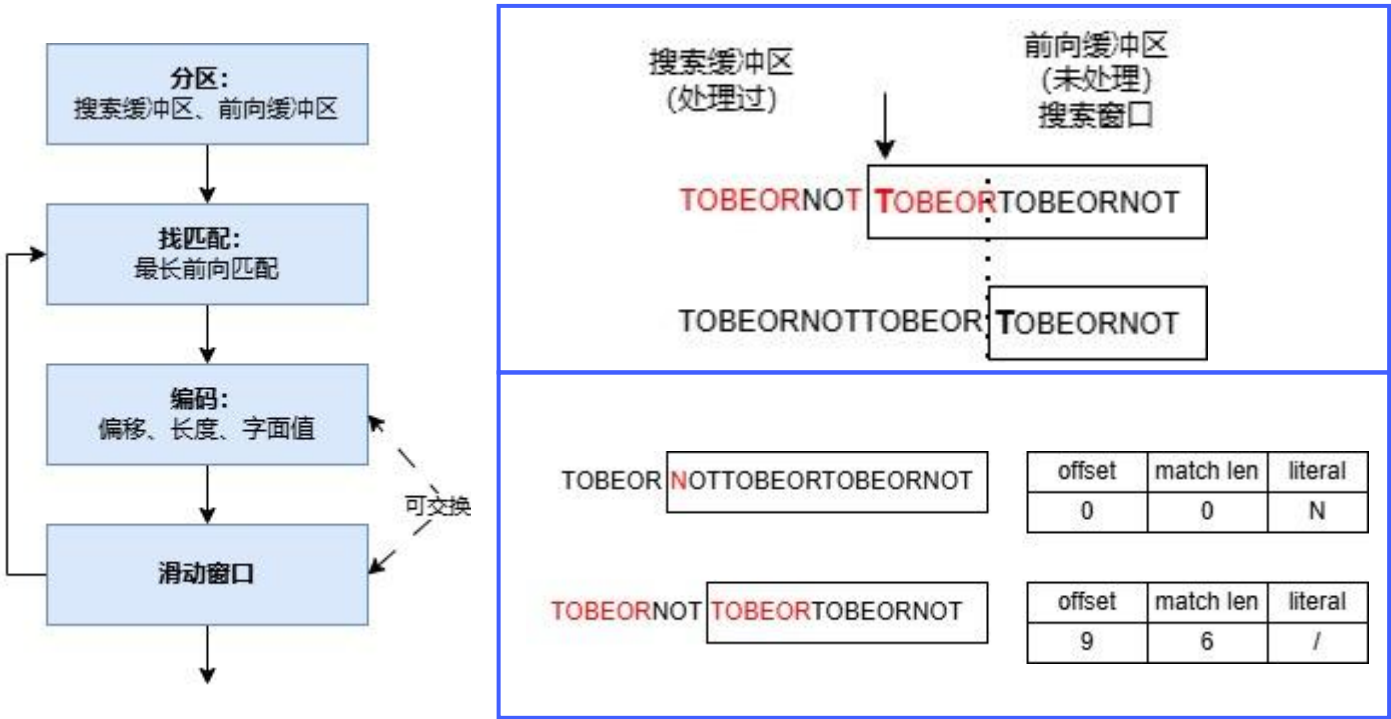 分区：
搜索缓冲区、前向缓冲区
找匹配：
最长前向匹配
编码：
偏移、长度、字面值
可交换
滑动窗口
搜索缓冲区
(处理过)
前向缓冲区
(未处理)
搜索窗口
TOBEORNOT TOBEORTOBEORNOT
TOBEORNOTTOBEOR TOBEORNOT
TOBEOR NOTTOBEORTOBEORNOT
offset match len literal
0 0 N
TOBEORNOT TOBEORTOBEORNOT
offset match len literal
9 6 /